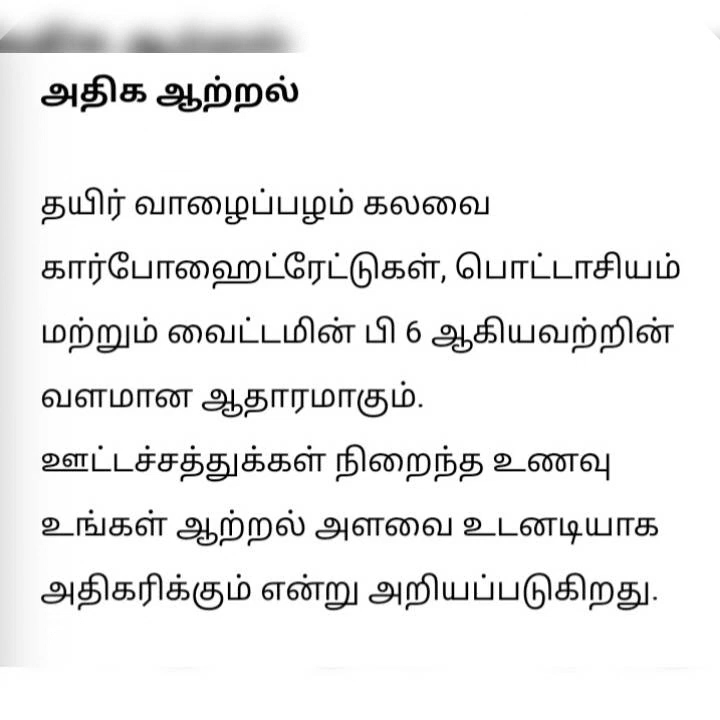 அதிக ஆற்றல்
தயிர் வாழைப்பழம் கலவை
கார்போஹைட்ரேட்டுகள், பொட்டாசியம்
மற்றும் வைட்டமின் பி 6 ஆகியவற்றின்
வளமான ஆதாரமாகும்.
ஊட்டச்சத்துக்கள் நிறைந்த உணவு
உங்கள் ஆற்றல் அளவை உடனடியாக
அதிகரிக்கும் என்று அறியப்படுகிறது.